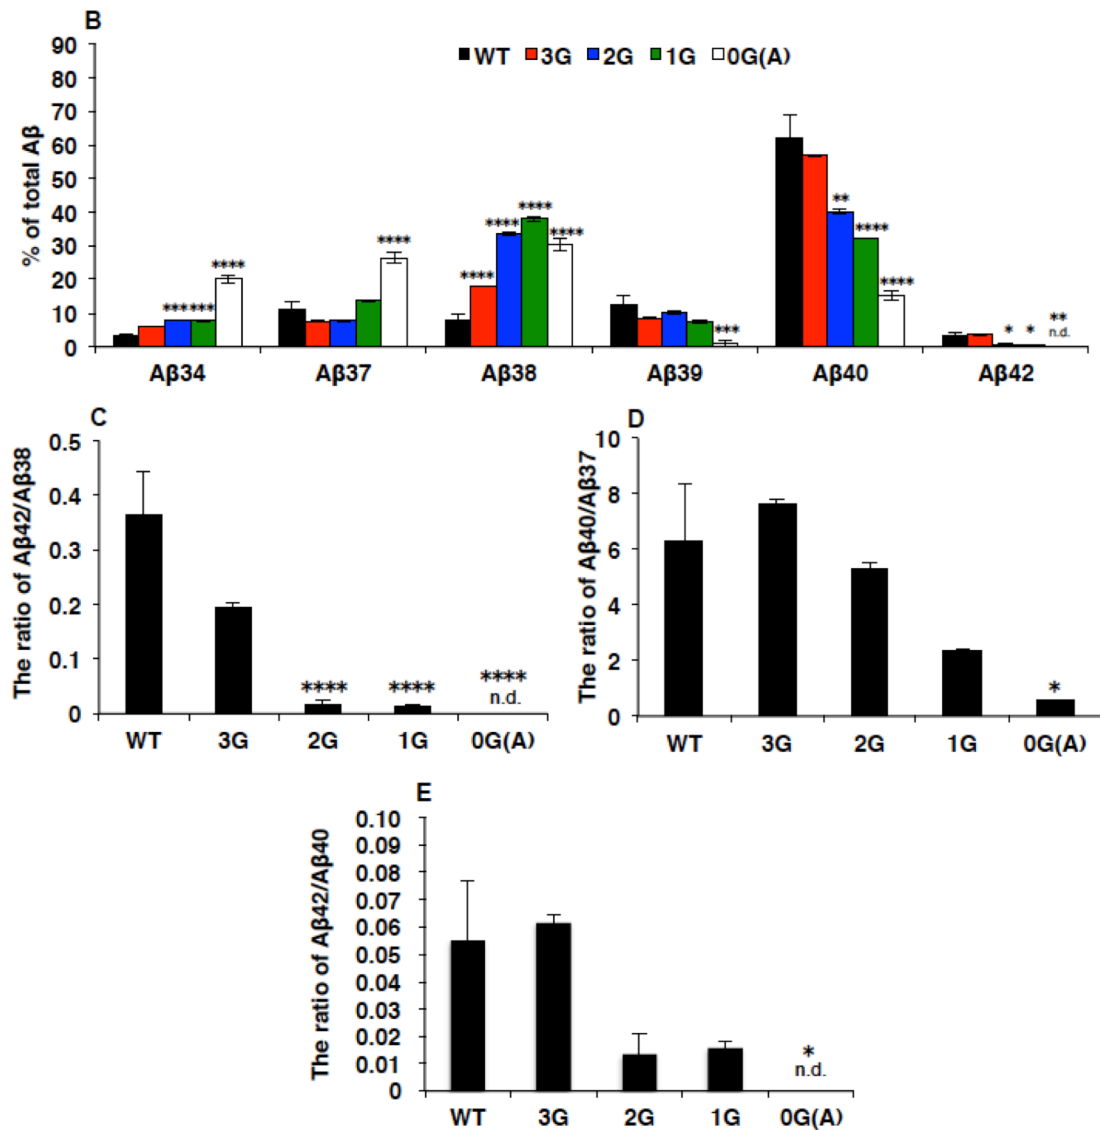 B
90
80
70
60
50
40
30
20
10
0
% of total Aβ
WT 3G 2G 1G 0G(A)
*** *** ****
****
**** **** **** ****
***
** **** ****
* * **
n.d.
Aβ34 Aβ37 Aβ38 Aβ39 Aβ40 Aβ42
C
0.5
0.4
0.3
0.2
0.1
0
The ratio of Aβ42/Aβ38
**** **** ****
n.d.
WT 3G 2G 1G 0G(A)
D
10
8
6
4
2
0
The ratio of Aβ40/Aβ37
*
WT 3G 2G 1G 0G(A)
E
0.10
0.09
0.08
0.07
0.06
0.05
0.04
0.03
0.02
0.01
0
The ratio of Aβ42/Aβ40
*
n.d.
WT 3G 2G 1G 0G(A)